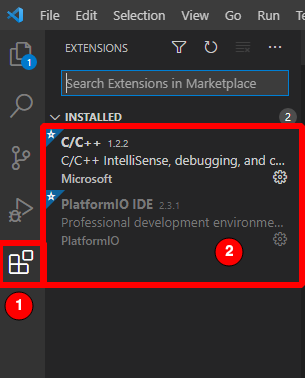 File Edit Selection View Go Run Te
EXTENSIONS
1
Search Extensions in Marketplace
INSTALLED 2
C/C++ 1.2.2
C/C++ IntelliSense, debugging, and c...
Microsoft
PlatformIO IDE 2.3.1
Professional development environme...
PlatformIO
1
2